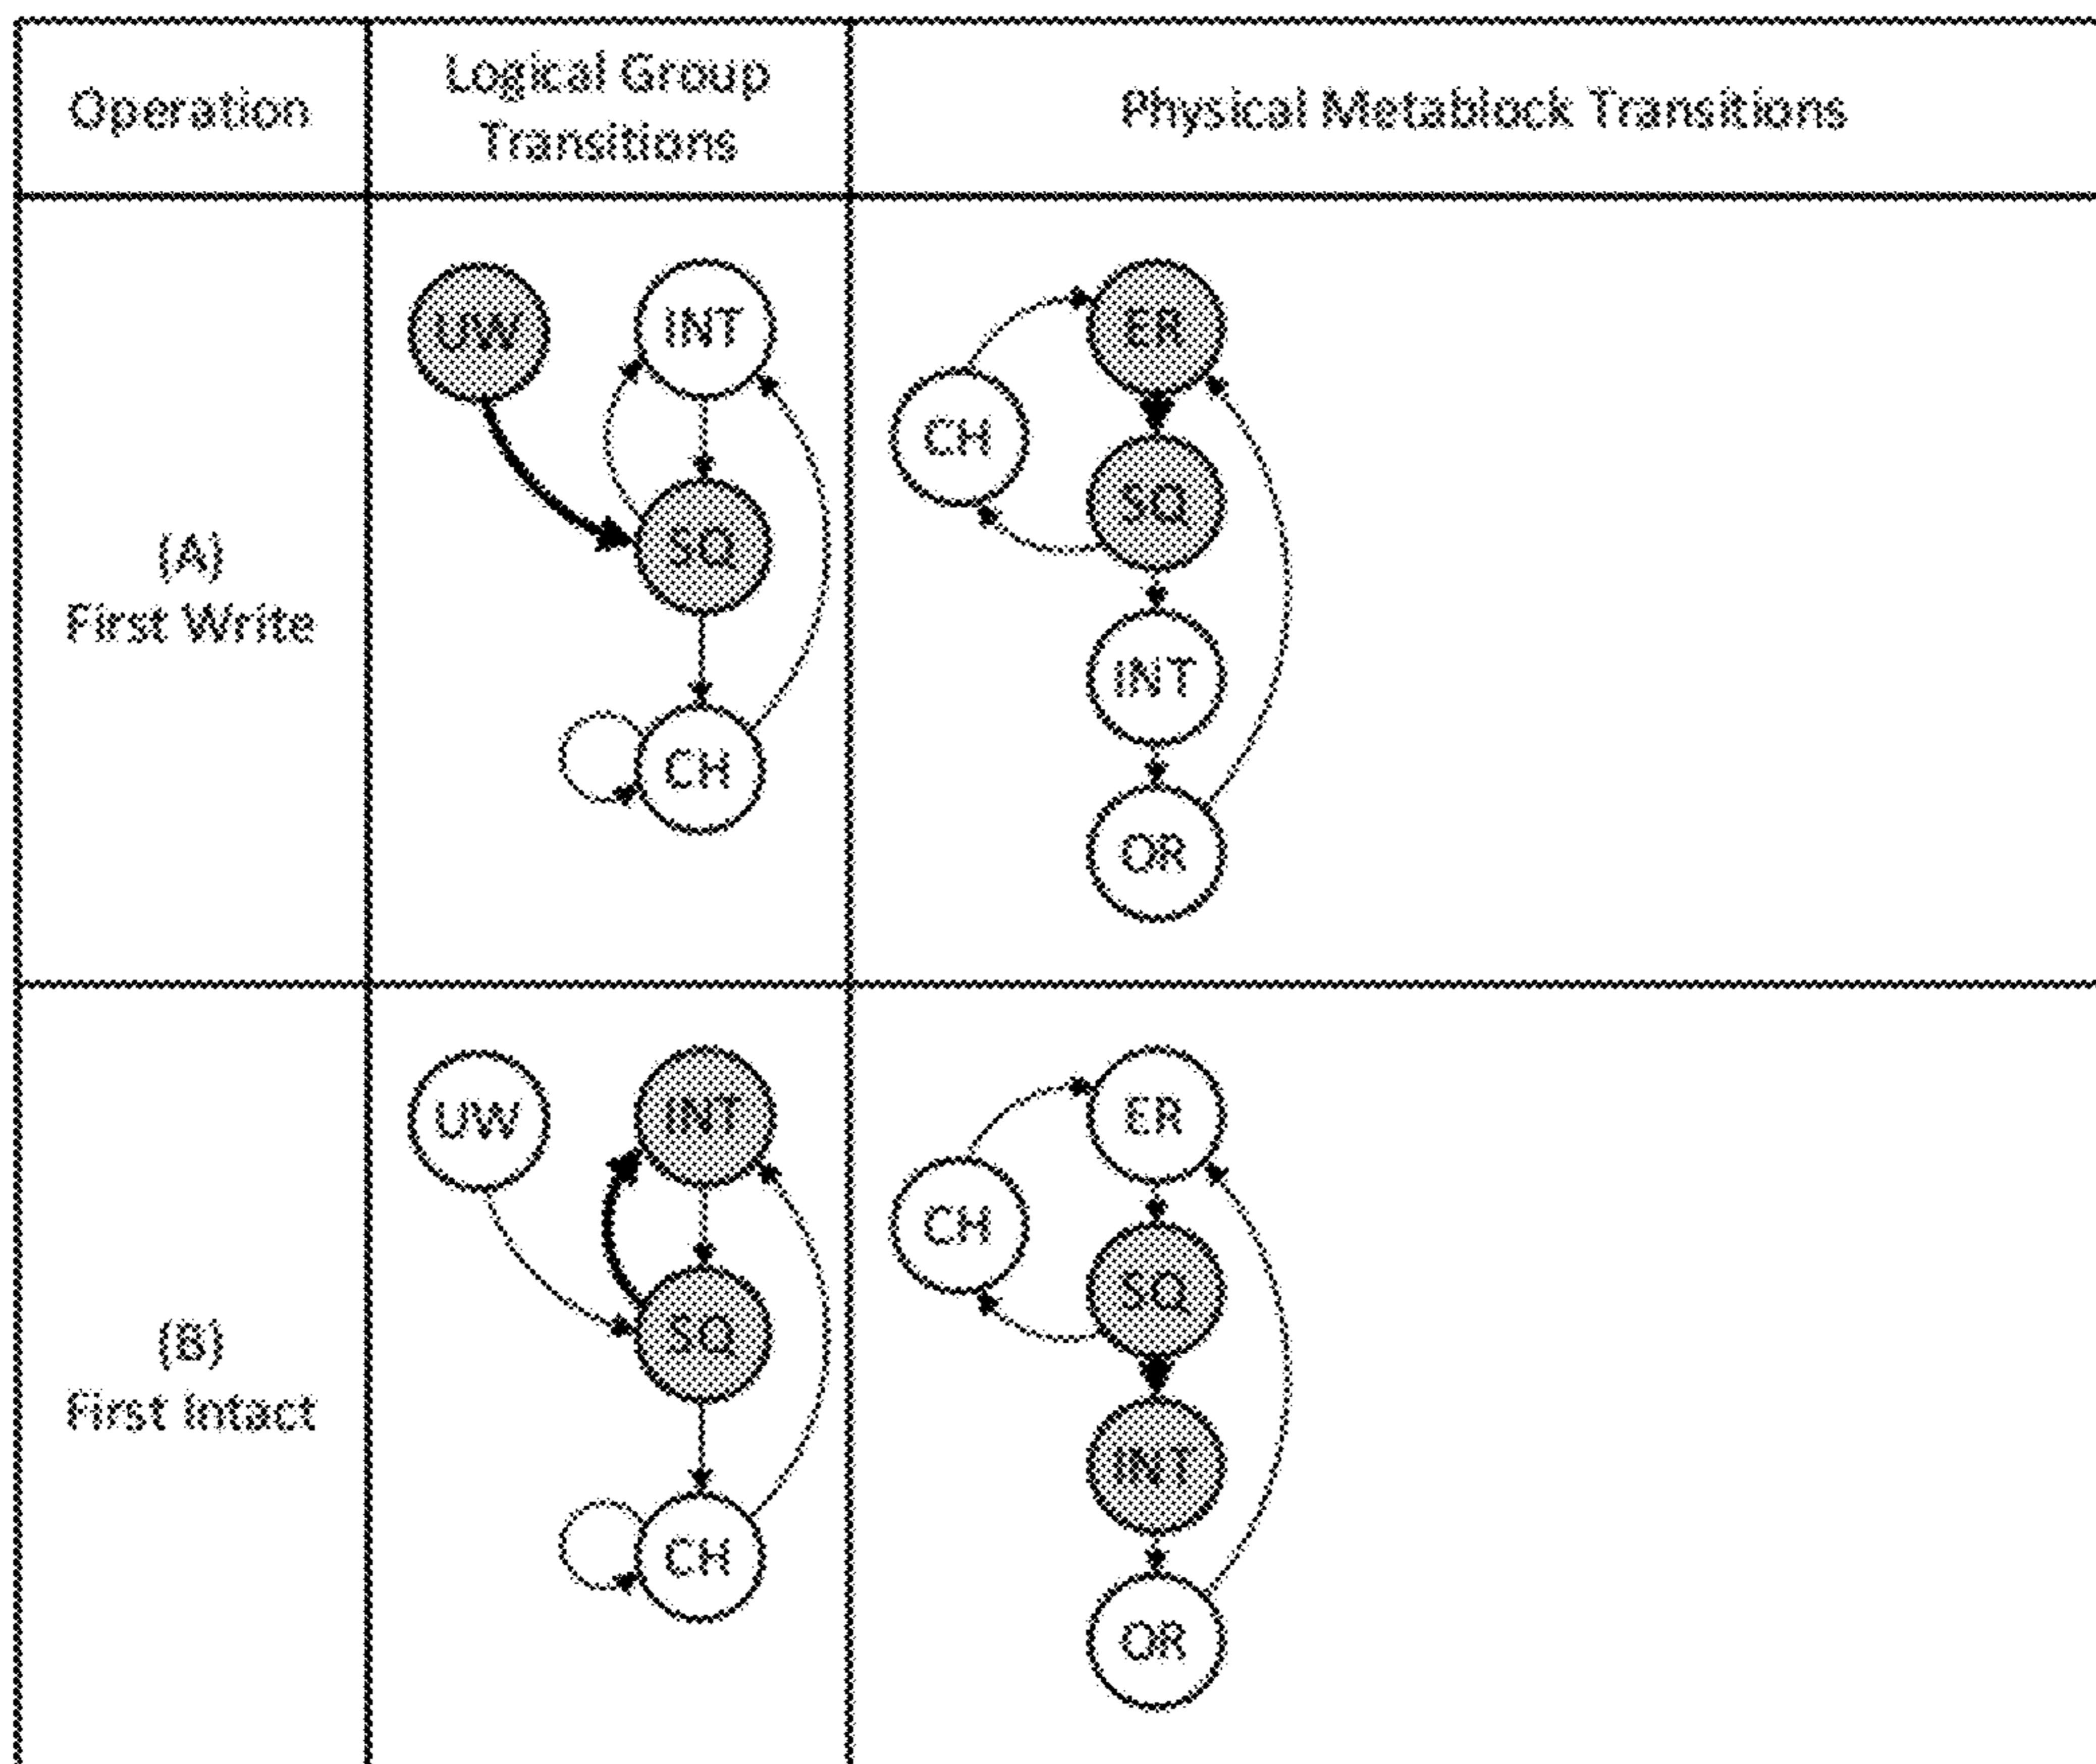 Operation
Logical Group
Transitions
Physical Metablock Transitions
(A)
First Write
UW
INT
SQ
CH
ER
CH
SQ
INT
OR
(B)
First Intact
UW
INT
SQ
CH
ER
CH
SQ
INT
OR